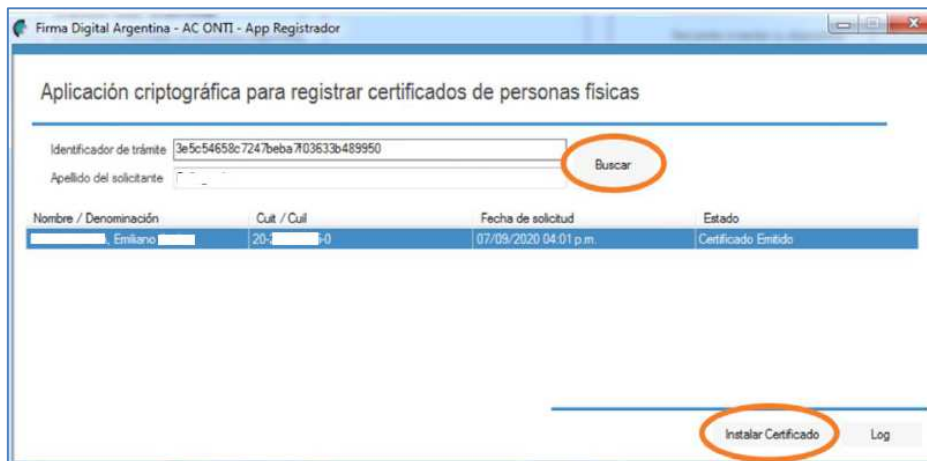 Firma Digital Argentina - AC ONTI - App Registrador
Aplicación criptográfica para registrar certificados de personas físicas
Identificador de trámite 3e5c54658c7247beba7f03633b489950
Buscar
Apellido del solicitante
Nombre / Denominación Cuit / Cuil Fecha de solicitud Estado
, Emiliano 20- -0 07/09/2020 04:01 p.m. Certificado Emitido
Instalar Certificado Log